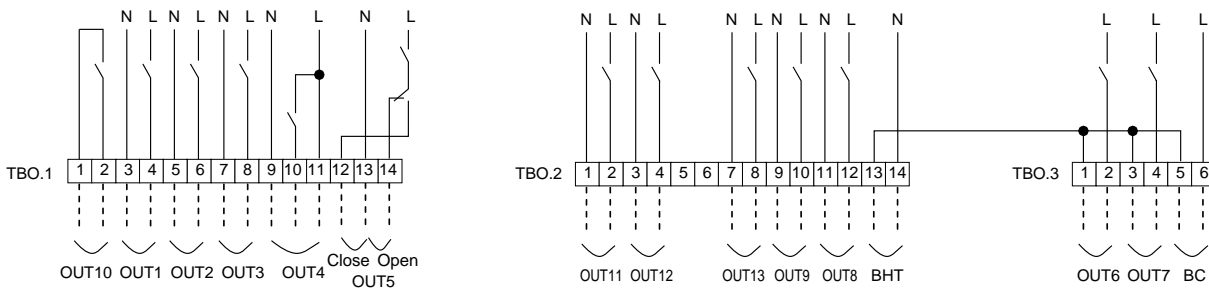 N L N L N L N L N L
N L N L N L N L N L N
L L L
TBO.1 1 2 3 4 5 6 7 8 9 10 11 12 13 14
TBO.2 1 2 3 4 5 6 7 8 9 10 11 12 13 14
TBO.3 1 2 3 4 5 6
OUT10 OUT1 OUT2 OUT3 OUT4 Close Open
OUT5
OUT11 OUT12 OUT13 OUT9 OUT8 BHT
OUT6 OUT7 BC